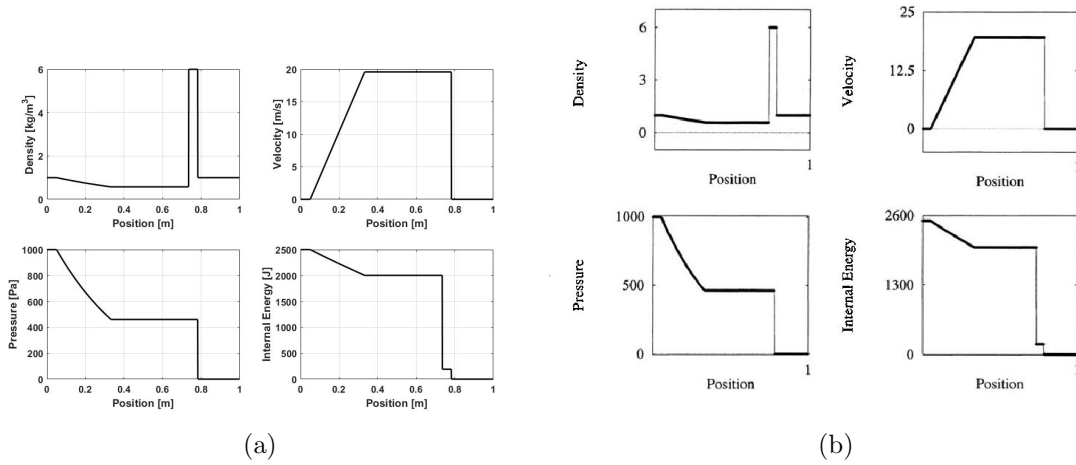 6
4
2
0
Density [kg/m³]
0 0.2 0.4 0.6 0.8 1
Position [m]
20
15
10
5
0
Velocity [m/s]
0 0.2 0.4 0.6 0.8 1
Position [m]
1000
800
600
400
200
0
Pressure [Pa]
0 0.2 0.4 0.6 0.8 1
Position [m]
2500
2000
1500
1000
500
0
Internal Energy [J]
0 0.2 0.4 0.6 0.8 1
Position [m]
(a)
6
3
0
Density
1
Position
25
12.5
0
Velocity
Position
1000
500
0
Pressure
1
Position
2600
1300
0
Internal Energy
1
Position
(b)